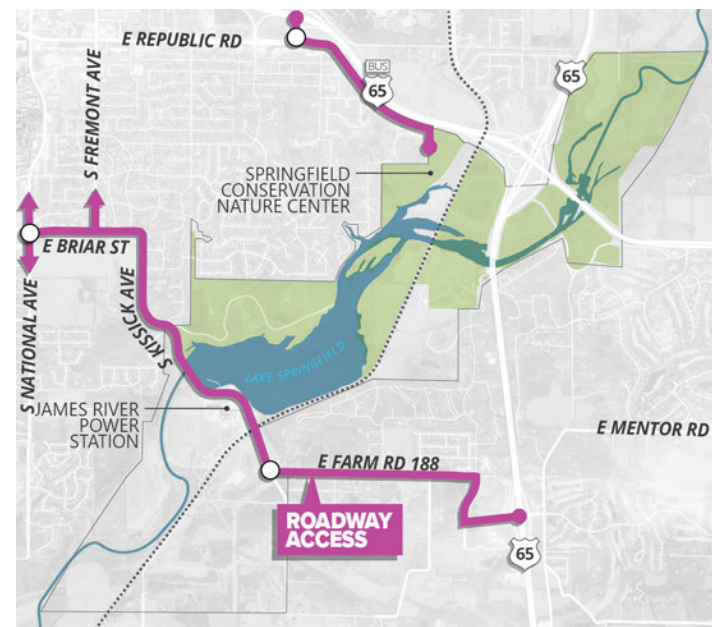 E REPUBLIC RD
BUS
65
65
S FREMONT AVE
SPRINGFIELD
CONSERVATION
NATURE CENTER
E BRIAR ST
S NATIONAL AVE
S KISSICK AVE
LAKE SPRINGFIELD
JAMES RIVER
POWER
STATION
E MENTOR RD
E FARM RD 188
ROADWAY
ACCESS
65